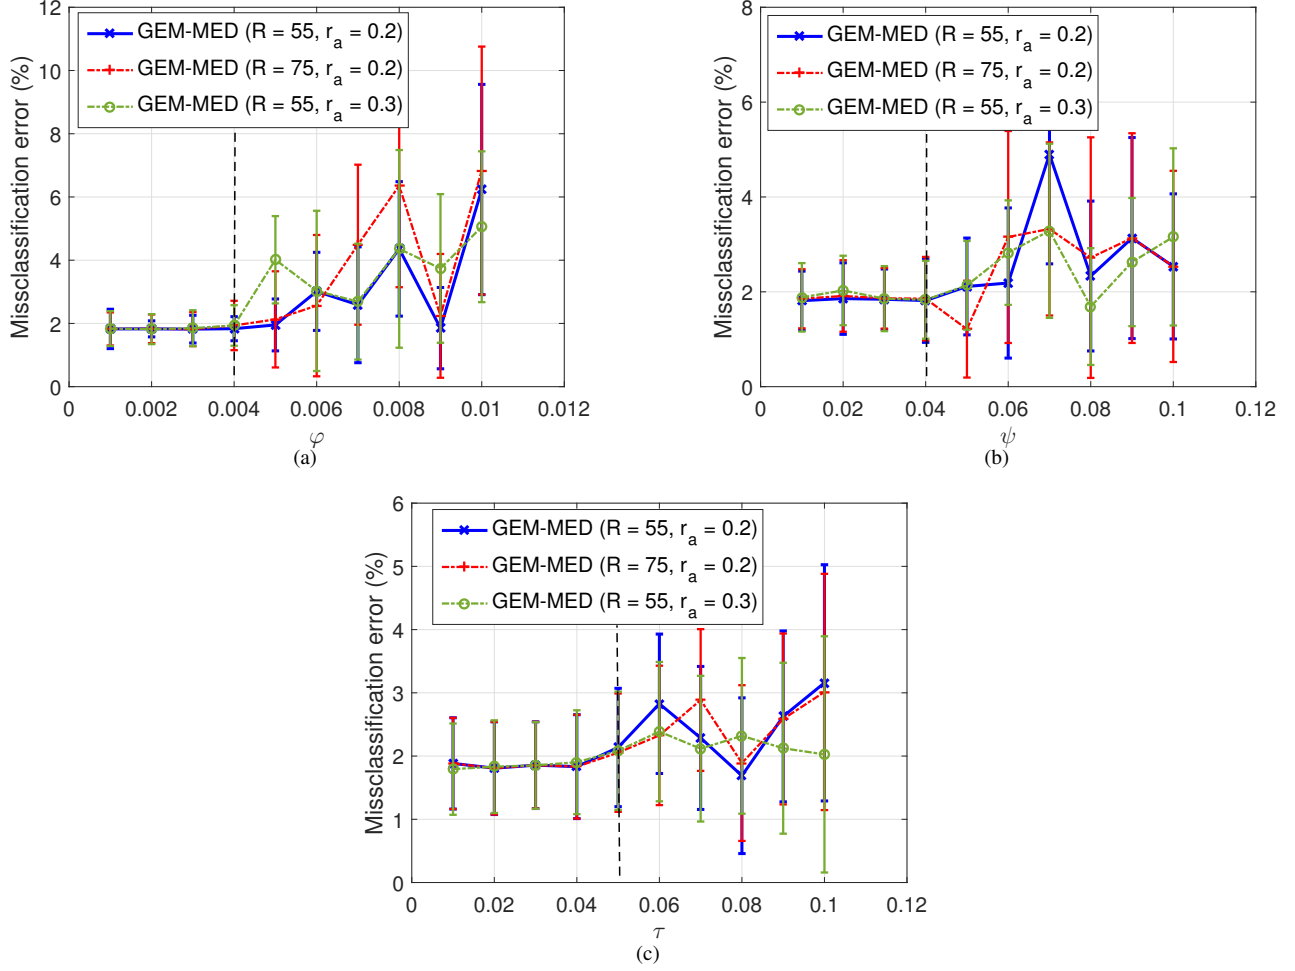 12
10
8
6
4
2
0
Missclassification error (%)
GEM-MED (R = 55, r_a = 0.2)
GEM-MED (R = 75, r_a = 0.2)
GEM-MED (R = 55, r_a = 0.3)
0 0.002 0.004 0.006 0.008 0.01 0.012
φ
(a)
8
6
4
2
0
Missclassification error (%)
GEM-MED (R = 55, r_a = 0.2)
GEM-MED (R = 75, r_a = 0.2)
GEM-MED (R = 55, r_a = 0.3)
0 0.02 0.04 0.06 0.08 0.1 0.12
ψ
(b)
6
5
4
3
2
1
0
Missclassification error (%)
GEM-MED (R = 55, r_a = 0.2)
GEM-MED (R = 75, r_a = 0.2)
GEM-MED (R = 55, r_a = 0.3)
0 0.02 0.04 0.06 0.08 0.1 0.12
τ
(c)